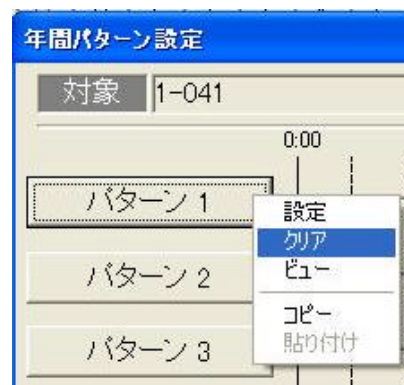 年間パターン設定
対象 1-041
0:00
パターン 1
設定
クリア
ビュー
コピー
貼り付け
パターン 2
パターン 3